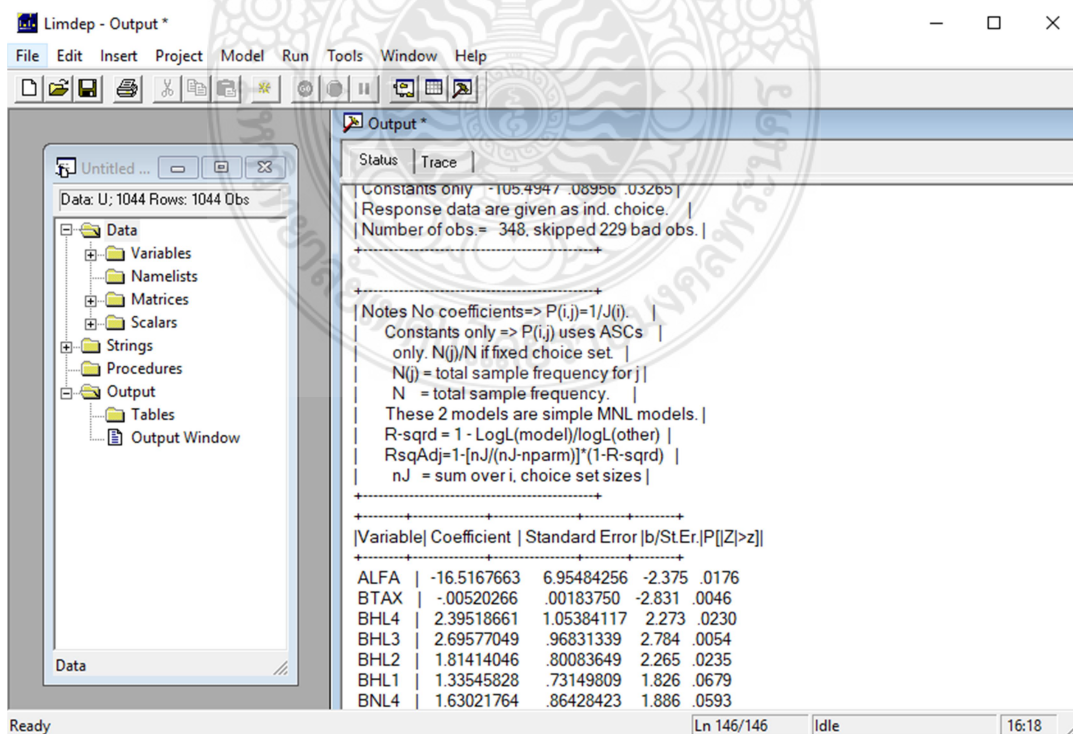 Limdep - Output *
File Edit Insert Project Model Run Tools Window Help
GO
Untitled ...
Data: U; 1044 Rows: 1044 Obs
Data
Variables
Namelists
Matrices
Scalars
Strings
Procedures
Output
Tables
Output Window
Data
Output *
Status Trace
| Constants only -105.4947 .08956 .03265 |
| Response data are given as ind. choice. |
| Number of obs.= 348, skipped 229 bad obs. |
+----------------------------------------------+
+----------------------------------------------+
| Notes No coefficients=> P(i,j)=1/J(i). |
| Constants only => P(i,j) uses ASCs |
| only. N(j)/N if fixed choice set. |
| N(j) = total sample frequency for j |
| N = total sample frequency. |
| These 2 models are simple MNL models. |
| R-sqrd = 1 - LogL(model)/logL(other) |
| RsqAdj=1-[nJ/(nJ-nparm)]*(1-R-sqrd) |
| nJ = sum over i, choice set sizes |
+----------------------------------------------+
+--------+--------------+----------------+--------+--------+
|Variable| Coefficient | Standard Error |b/St.Er.|P[|Z|>z]|
+--------+--------------+----------------+--------+--------+
ALFA | -16.5167663 6.95484256 -2.375 .0176
BTAX | -.00520266 .00183750 -2.831 .0046
BHL4 | 2.39518661 1.05384117 2.273 .0230
BHL3 | 2.69577049 .96831339 2.784 .0054
BHL2 | 1.81414046 .80083649 2.265 .0235
BHL1 | 1.33545828 .73149809 1.826 .0679
BNL4 | 1.63021764 .86428423 1.886 .0593
Ready
Ln 146/146 Idle 16:18